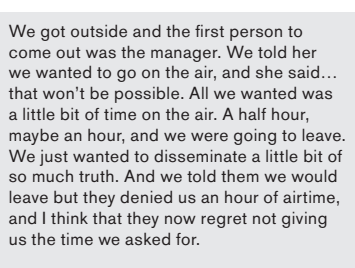 We got outside and the first person to
come out was the manager. We told her
we wanted to go on the air, and she said…
that won't be possible. All we wanted was
a little bit of time on the air. A half hour,
maybe an hour, and we were going to leave.
We just wanted to disseminate a little bit of
so much truth. And we told them we would
leave but they denied us an hour of airtime,
and I think that they now regret not giving
us the time we asked for.